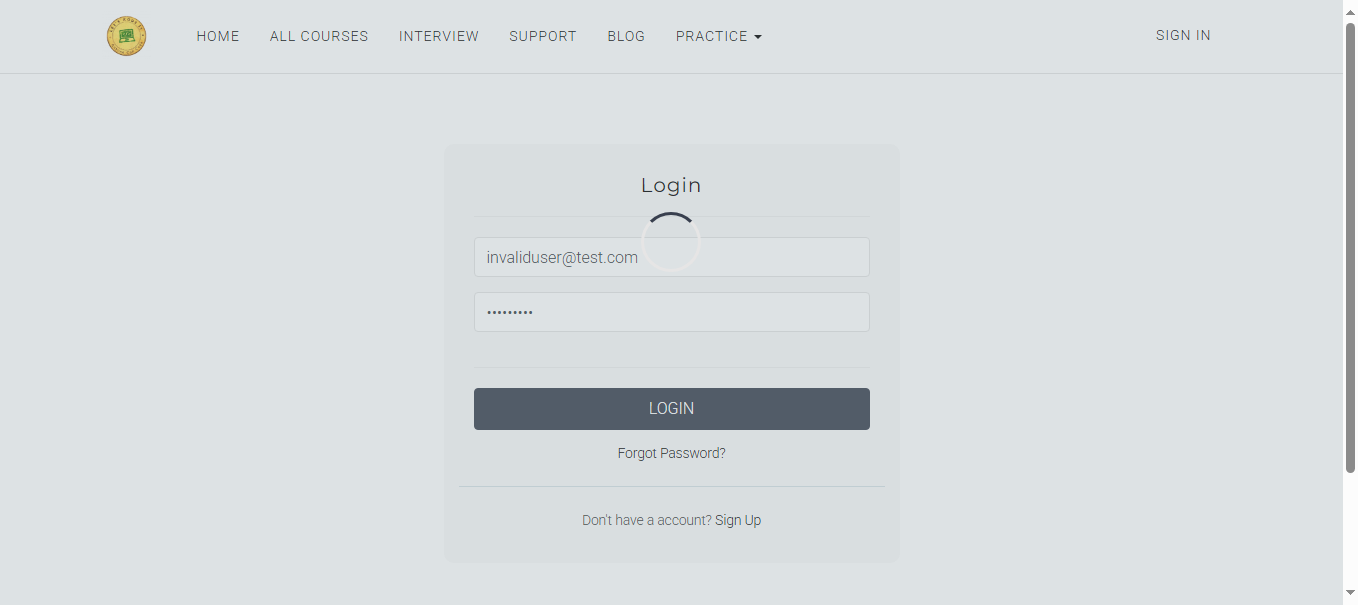 HOME ALL COURSES INTERVIEW SUPPORT BLOG PRACTICE SIGN IN
Login
invaliduser@test.com
•••••••••
LOGIN
Forgot Password?
Don't have a account? Sign Up